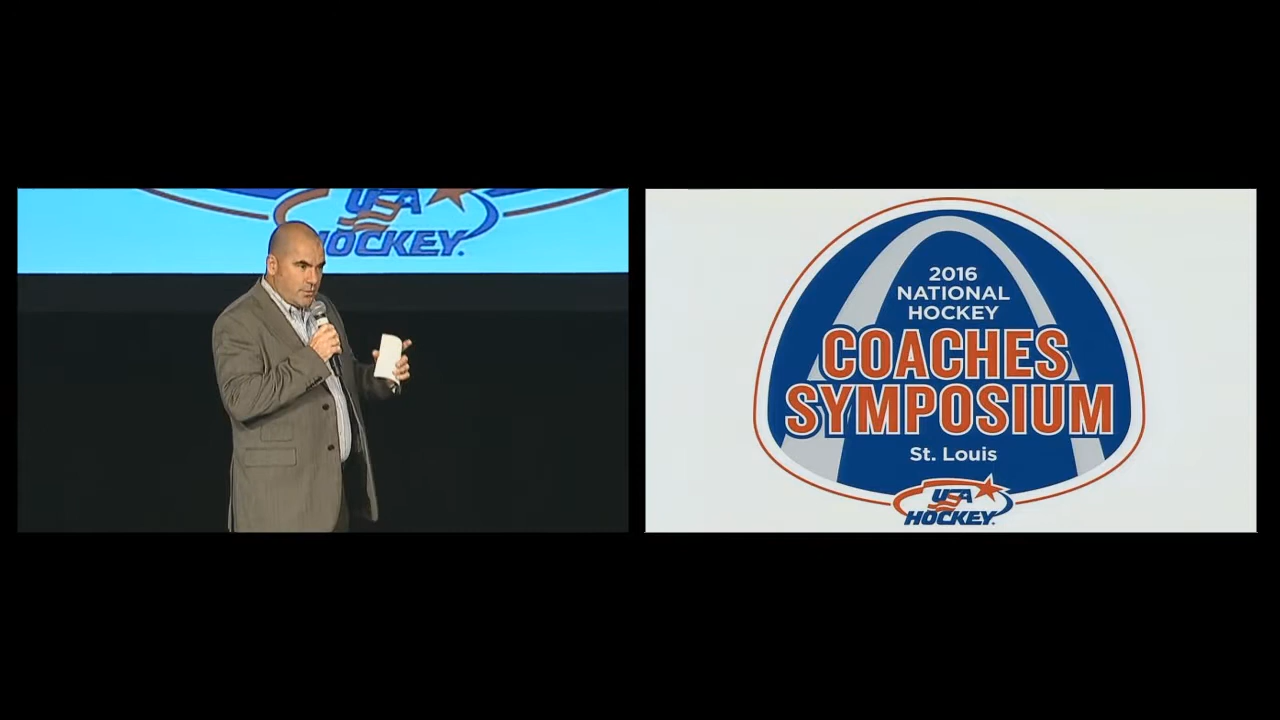 USA
HOCKEY.
2016
NATIONAL
HOCKEY
COACHES
SYMPOSIUM
St. Louis
USA
HOCKEY.